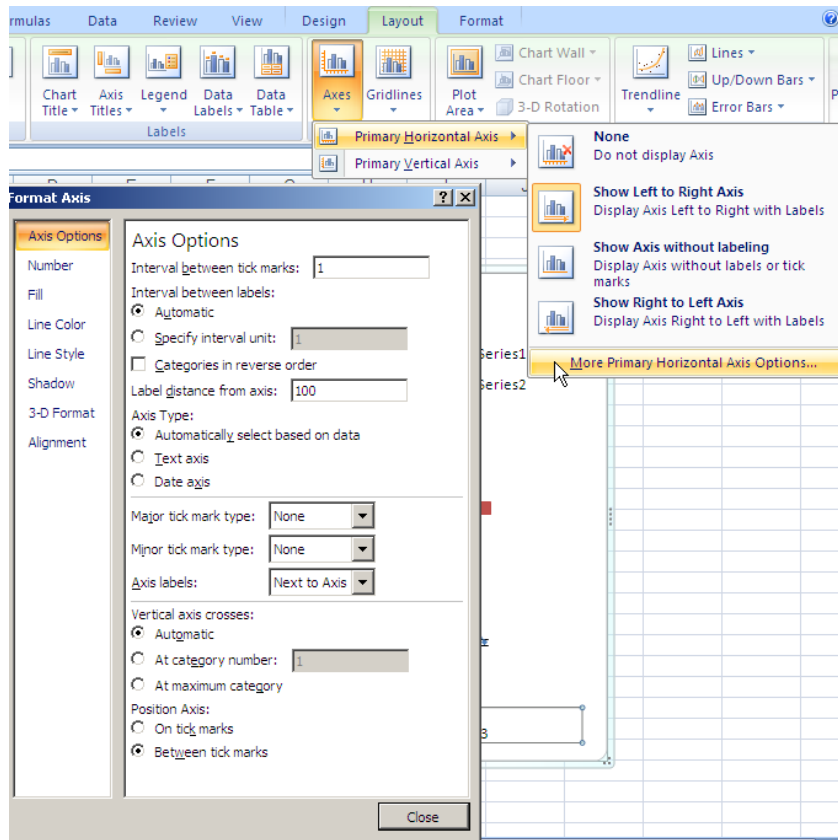 rmulas Data Review View Design Layout Format
Chart Title Axis Titles Legend Data Labels Data Table Axes Gridlines Plot Area Chart Wall Chart Floor 3-D Rotation Trendline Lines Up/Down Bars Error Bars P
Labels
Primary Horizontal Axis
Primary Vertical Axis
None
Do not display Axis
Show Left to Right Axis
Display Axis Left to Right with Labels
Show Axis without labeling
Display Axis without labels or tick
marks
Show Right to Left Axis
Display Axis Right to Left with Labels
More Primary Horizontal Axis Options...
Format Axis ?
Axis Options
Number
Fill
Line Color
Line Style
Shadow
3-D Format
Alignment
Axis Options
Interval between tick marks: 1
Interval between labels:
Automatic
Specify interval unit: 1
Categories in reverse order
Label distance from axis: 100
Axis Type:
Automatically select based on data
Text axis
Date axis
Major tick mark type: None
Minor tick mark type: None
Axis labels: Next to Axis
Vertical axis crosses:
Automatic
At category number: 1
At maximum category
Position Axis:
On tick marks
Between tick marks
Close
Series1
Series2
3